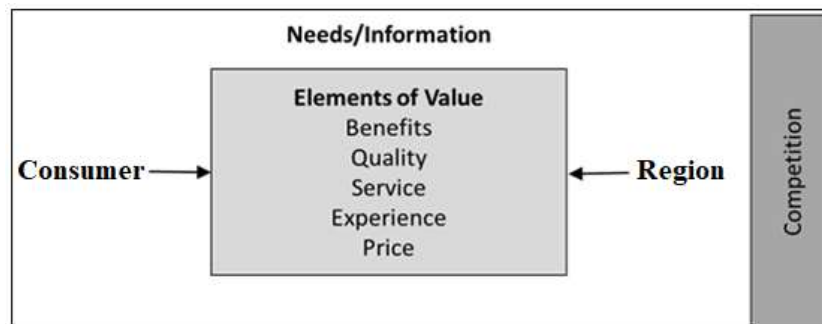 Needs/Information
Elements of Value
Benefits
Quality
Service
Experience
Price
Consumer
Region
Competition